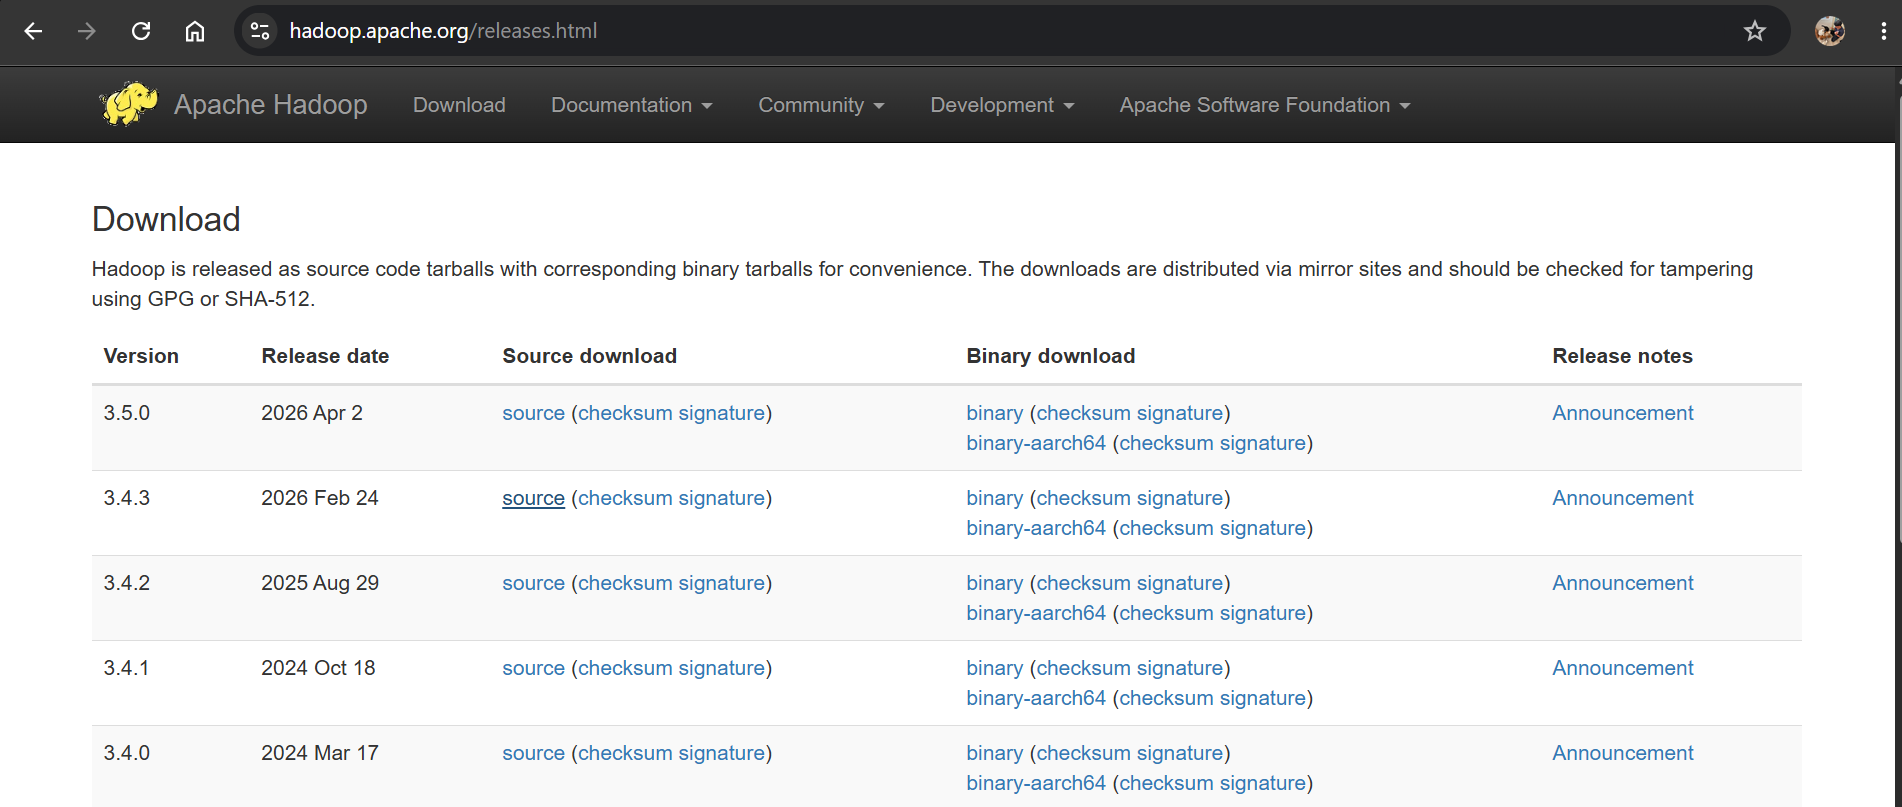 hadoop.apache.org/releases.html
Apache Hadoop Download Documentation Community Development Apache Software Foundation
Download
Hadoop is released as source code tarballs with corresponding binary tarballs for convenience. The downloads are distributed via mirror sites and should be checked for tampering
using GPG or SHA-512.
Version Release date Source download Binary download Release notes
3.5.0 2026 Apr 2 source (checksum signature) binary (checksum signature) Announcement
binary-aarch64 (checksum signature)
3.4.3 2026 Feb 24 source (checksum signature) binary (checksum signature) Announcement
binary-aarch64 (checksum signature)
3.4.2 2025 Aug 29 source (checksum signature) binary (checksum signature) Announcement
binary-aarch64 (checksum signature)
3.4.1 2024 Oct 18 source (checksum signature) binary (checksum signature) Announcement
binary-aarch64 (checksum signature)
3.4.0 2024 Mar 17 source (checksum signature) binary (checksum signature) Announcement
binary-aarch64 (checksum signature)